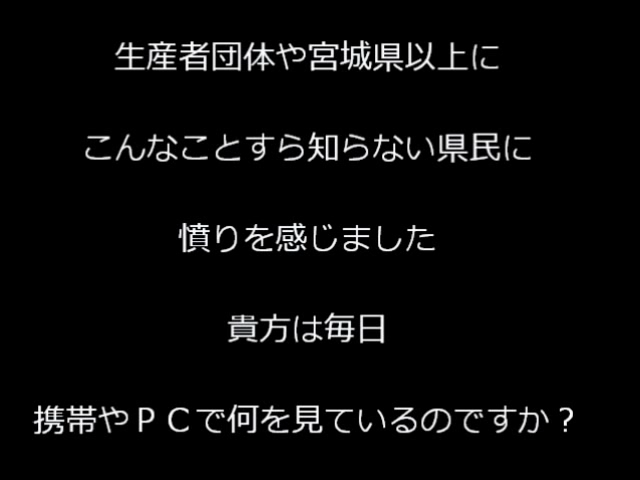 生産者団体や宮城県以上に
こんなことすら知らない県民に
憤りを感じました
貴方は毎日
携帯やＰＣで何を見ているのですか？